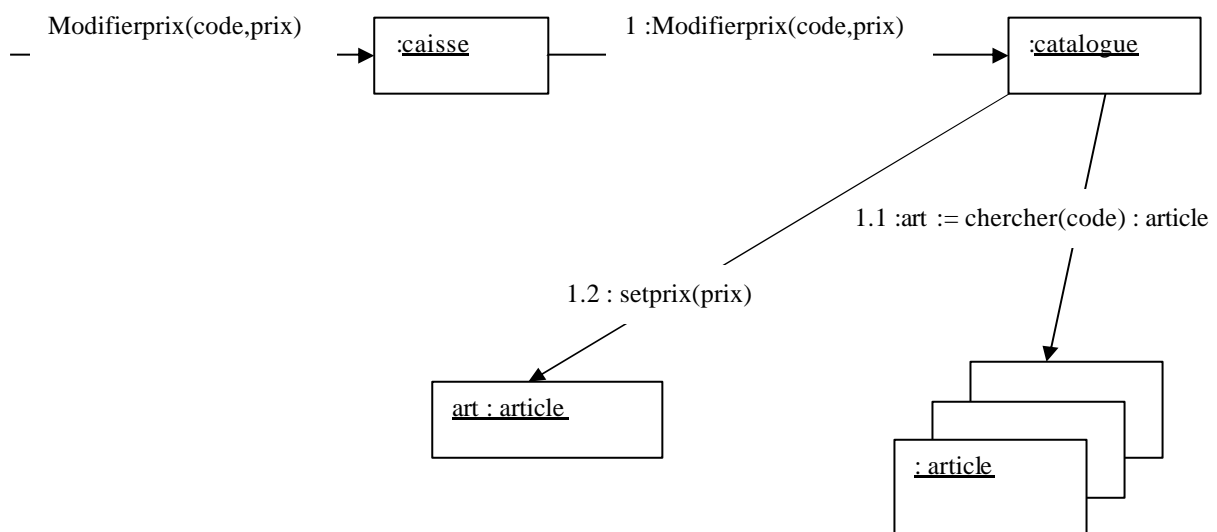 Modifierprix(code,prix)
:caisse
1 :Modifierprix(code,prix)
:catalogue
1.1 :art := chercher(code) : article
1.2 : setprix(prix)
art : article
: article